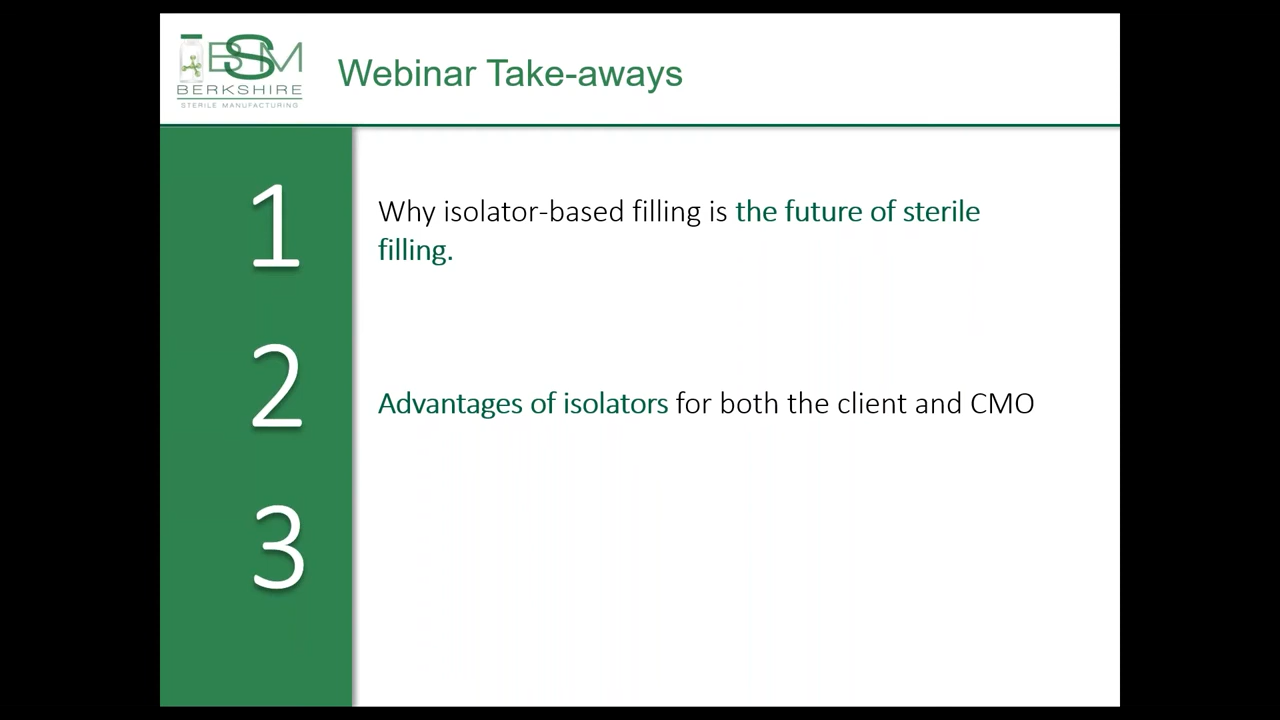 BSM
BERKSHIRE
STERILE MANUFACTURING
Webinar Take-aways
1
Why isolator-based filling is the future of sterile
filling.
2
Advantages of isolators for both the client and CMO
3